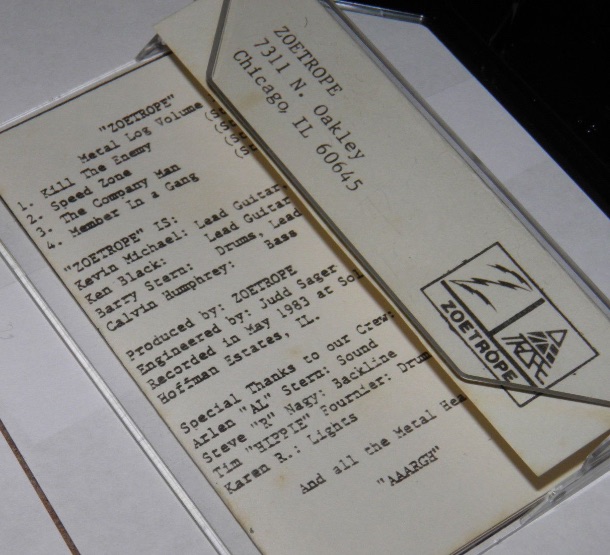 ZOETROPE
7311 N. Oakley
Chicago, IL 60645
ZOETROPE
"ZOETROPE"
Metal Log Volume
1. Kill The Enemy
2. Speed Zone
3. The Company Man
4. Member In a Gang
"ZOETROPE" IS:
Kevin Michael: Lead Guitar
Ken Black: Lead Guitar
Barry Stern: Drums, Lead
Calvin Humphrey: Bass
Produced by: ZOETROPE
Engineered by: Judd Sager
Recorded in May 1983 at Sol
Hoffman Estates, IL.
Special Thanks to our Crew:
Arlen "AL" Stern: Sound
Steve "R" Nagy: Backline
Tim "HIPPIE" Fournier: Drum
Karen R.: Lights
And all the Metal Hea
"AAARGH"